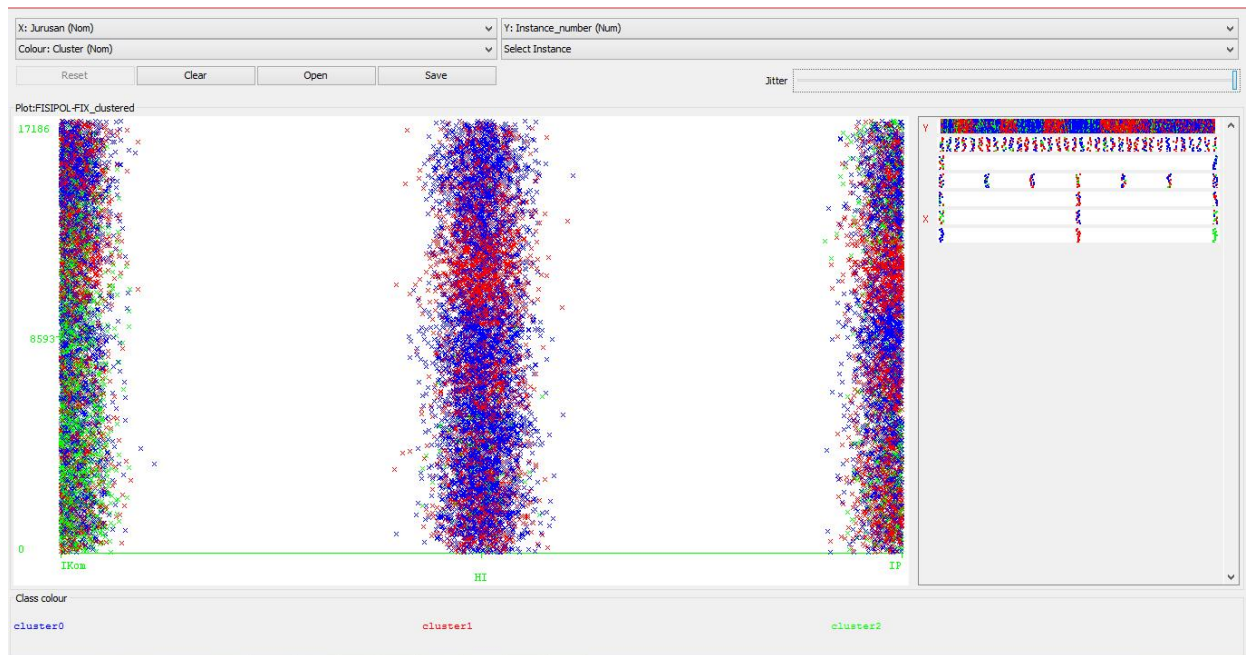 X: Jurusan (Nom)
Y: Instance_number (Num)
Colour: Cluster (Nom)
Select Instance
Reset
Clear
Open
Save
Jitter
Plot:FISIPOL-FIX_clustered
17186
8593
0
IKom
HI
IP
Y
X
Class colour
cluster0
cluster1
cluster2